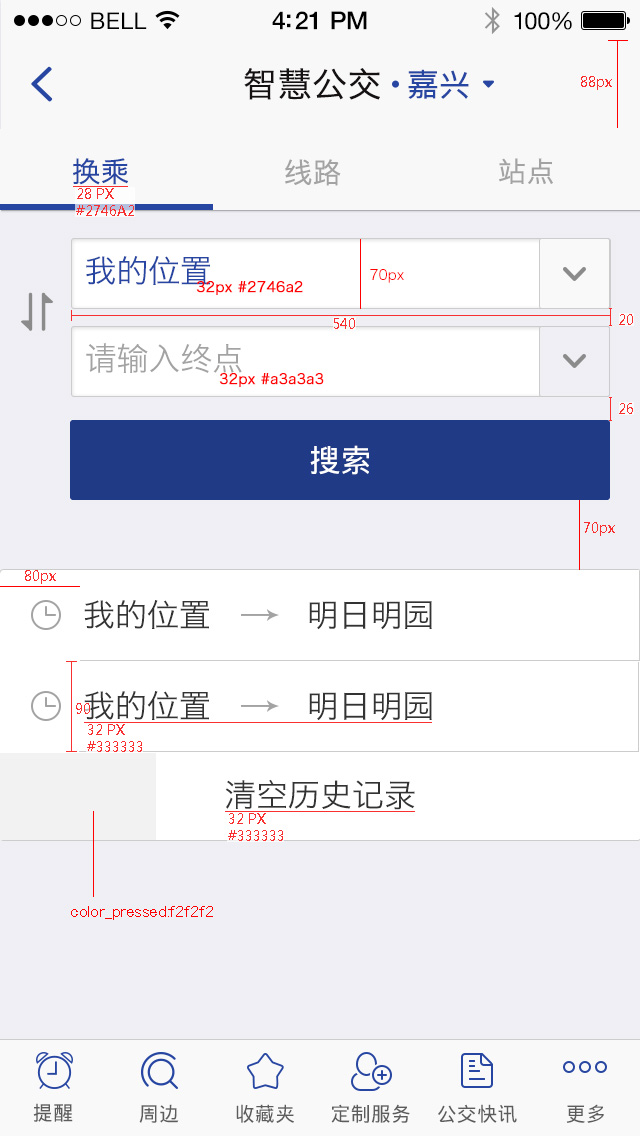 BELL 4:21 PM 100%
智慧公交·嘉兴
88px
换乘 线路 站点
28 PX
#2746A2
我的位置
32px #2746a2
70px
540
20
请输入终点
32px #a3a3a3
26
搜索
70px
80px
我的位置 → 明日明园
90
我的位置 → 明日明园
32 PX
#333333
清空历史记录
32 PX
#333333
color_pressed:f2f2f2
提醒 周边 收藏夹 定制服务 公交快讯 更多